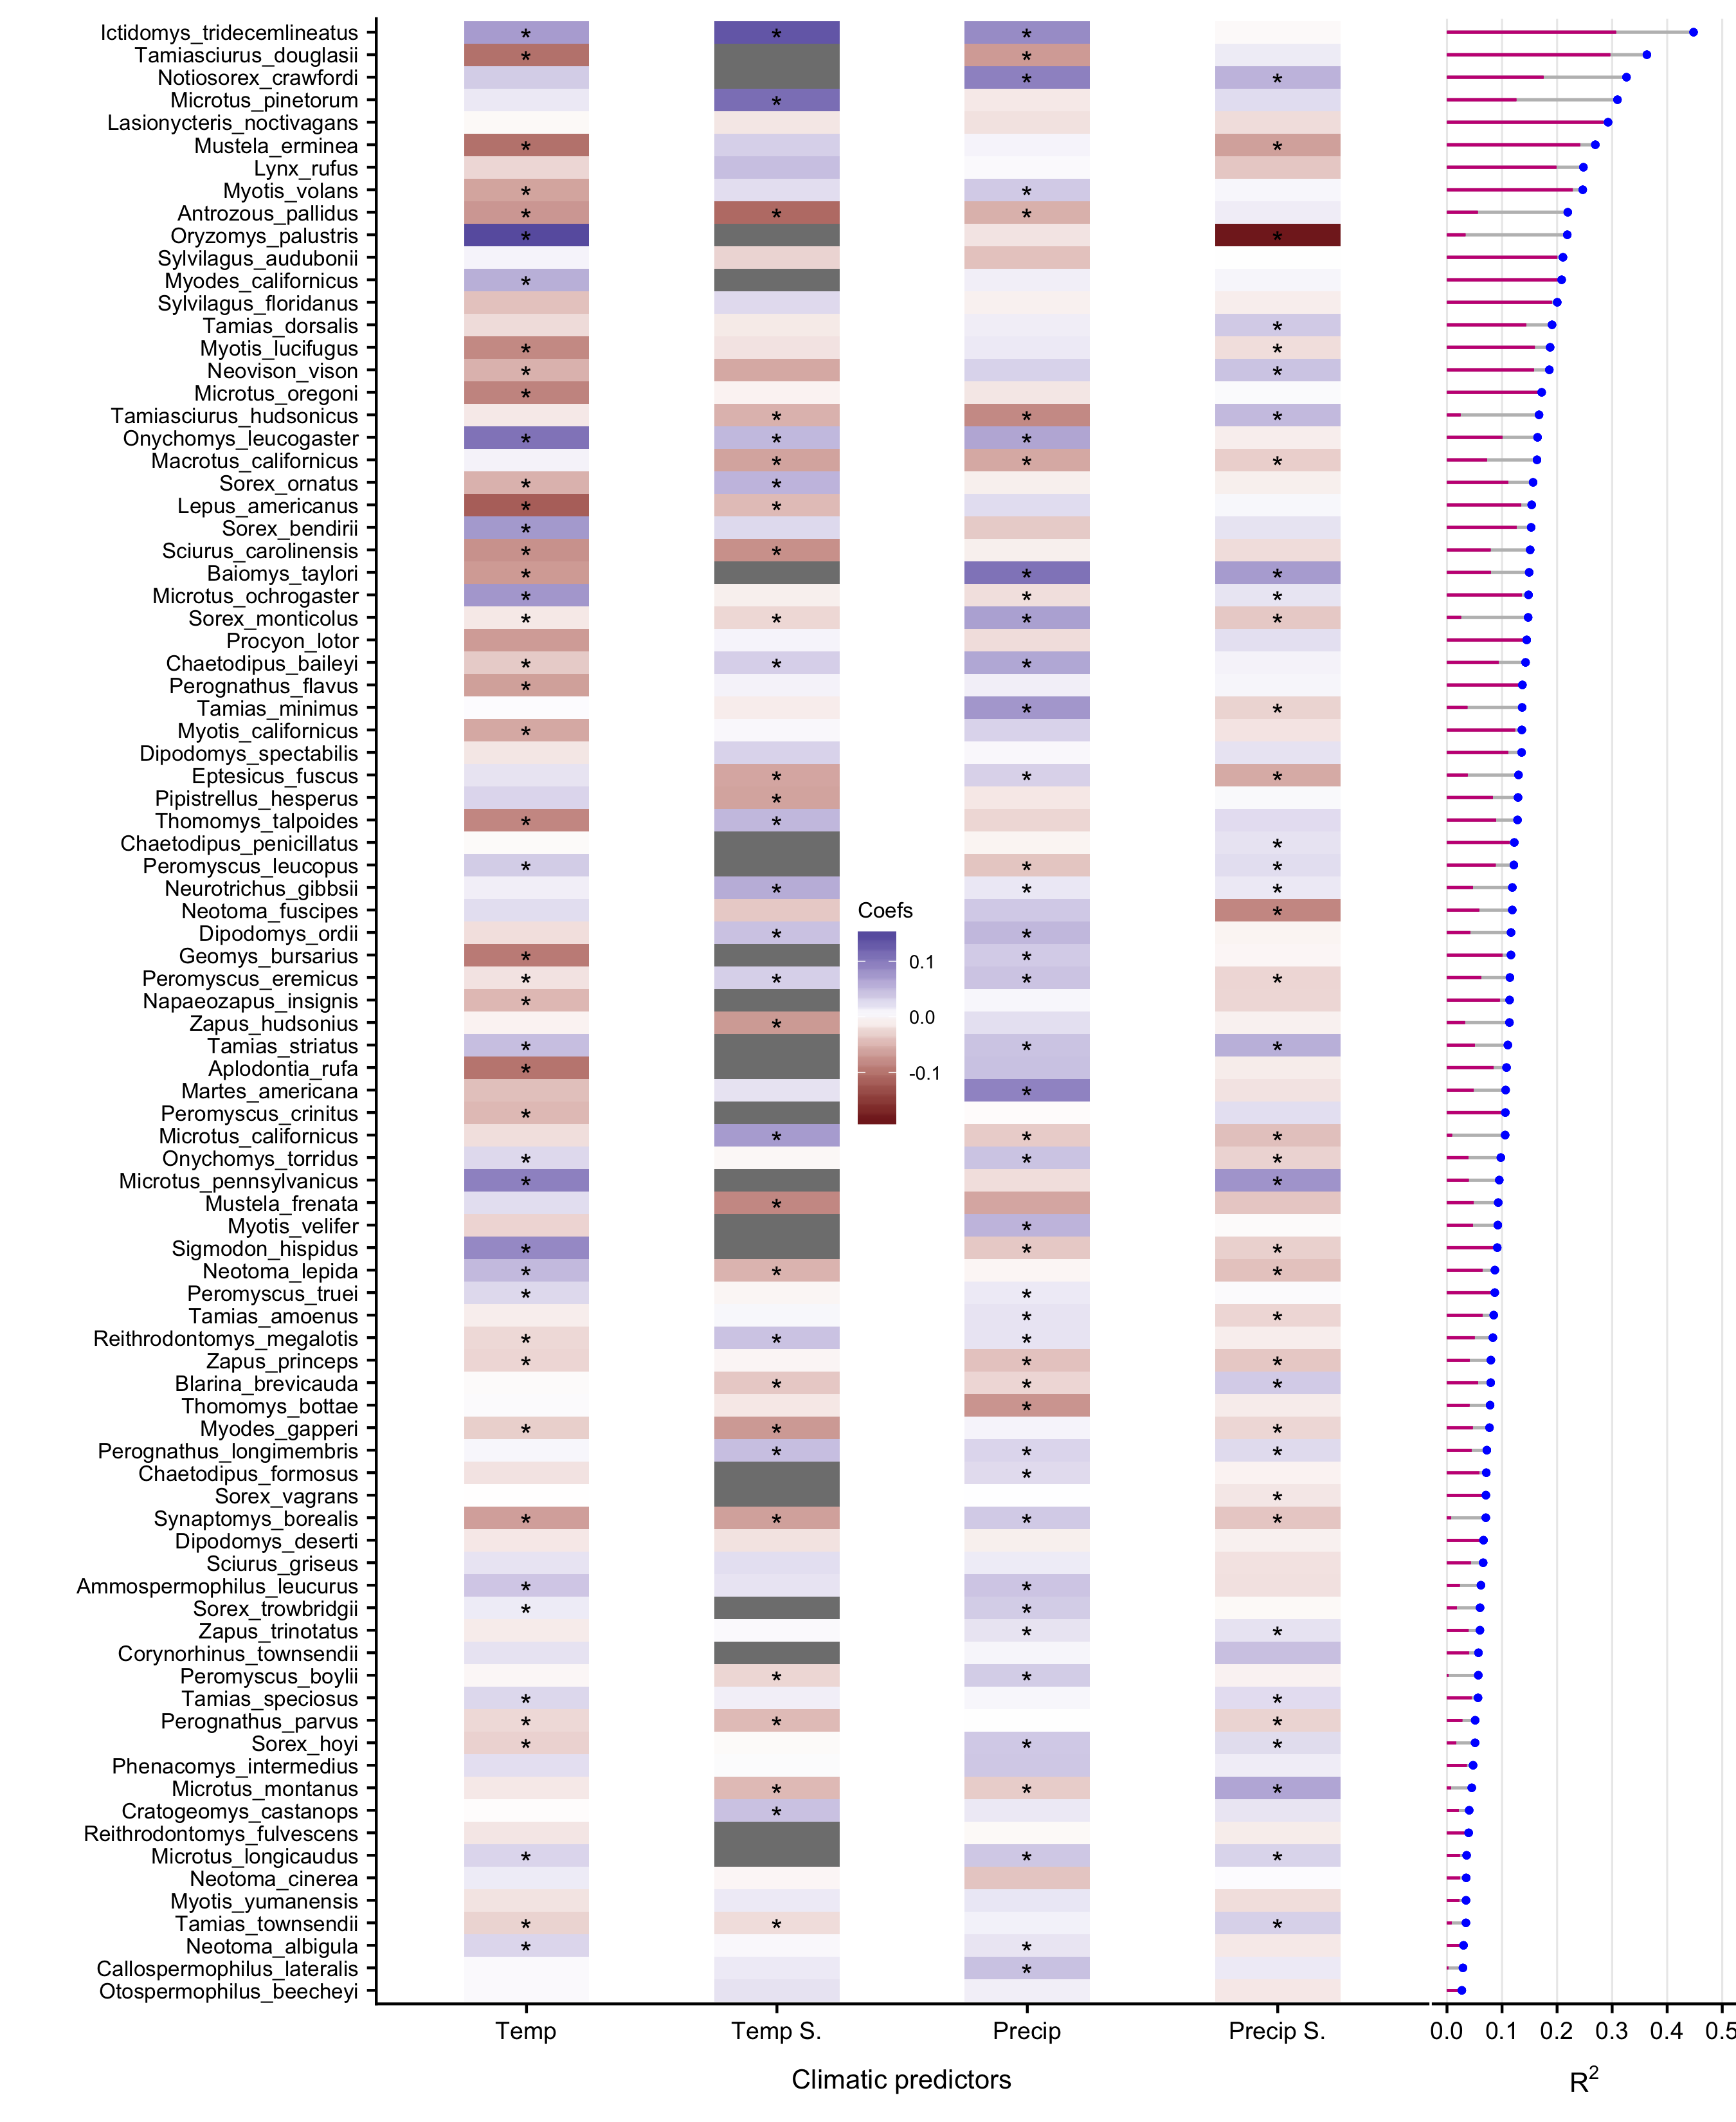 Ictidomys_tridecemlineatus * * *
Tamiasciurus_douglasii * *
Notiosorex_crawfordi * *
Microtus_pinetorum *
Lasionycteris_noctivagans
Mustela_erminea * *
Lynx_rufus
Myotis_volans * *
Antrozous_pallidus * * *
Oryzomys_palustris * *
Sylvilagus_audubonii
Myodes_californicus *
Sylvilagus_floridanus
Tamias_dorsalis *
Myotis_lucifugus * *
Neovison_vison * *
Microtus_oregoni *
Tamiasciurus_hudsonicus * * *
Onychomys_leucogaster * * *
Macrotus_californicus * * *
Sorex_ornatus * *
Lepus_americanus * *
Sorex_bendirii *
Sciurus_carolinensis * *
Baiomys_taylori * * *
Microtus_ochrogaster * * *
Sorex_monticolus * * * *
Procyon_lotor
Chaetodipus_baileyi * * *
Perognathus_flavus *
Tamias_minimus * *
Myotis_californicus *
Dipodomys_spectabilis
Eptesicus_fuscus * * *
Pipistrellus_hesperus *
Thomomys_talpoides * *
Chaetodipus_penicillatus *
Peromyscus_leucopus * * *
Neurotrichus_gibbsii * * *
Neotoma_fuscipes *
Coefs
Dipodomys_ordii * *
Geomys_bursarius * *
0.1
Peromyscus_eremicus * * * *
Napaeozapus_insignis *
0.0
Zapus_hudsonius *
Tamias_striatus * * *
Aplodontia_rufa *
-0.1
Martes_americana *
Peromyscus_crinitus *
Microtus_californicus * * *
Onychomys_torridus * * *
Microtus_pennsylvanicus * *
Mustela_frenata *
Myotis_velifer *
Sigmodon_hispidus * * *
Neotoma_lepida * * *
Peromyscus_truei * *
Tamias_amoenus * *
Reithrodontomys_megalotis * * *
Zapus_princeps * * *
Blarina_brevicauda * * *
Thomomys_bottae *
Myodes_gapperi * * *
Perognathus_longimembris * * *
Chaetodipus_formosus *
Sorex_vagrans *
Synaptomys_borealis * * * *
Dipodomys_deserti
Sciurus_griseus
Ammospermophilus_leucurus * *
Sorex_trowbridgii * *
Zapus_trinotatus * *
Corynorhinus_townsendii
Peromyscus_boylii * *
Tamias_speciosus * *
Perognathus_parvus * * *
Sorex_hoyi * * *
Phenacomys_intermedius
Microtus_montanus * * *
Cratogeomys_castanops *
Reithrodontomys_fulvescens
Microtus_longicaudus * * *
Neotoma_cinerea
Myotis_yumanensis
Tamias_townsendii * * *
Neotoma_albigula * *
Callospermophilus_lateralis *
Otospermophilus_beecheyi
Temp Temp S. Precip Precip S. 0.0 0.1 0.2 0.3 0.4 0.5
Climatic predictors R²